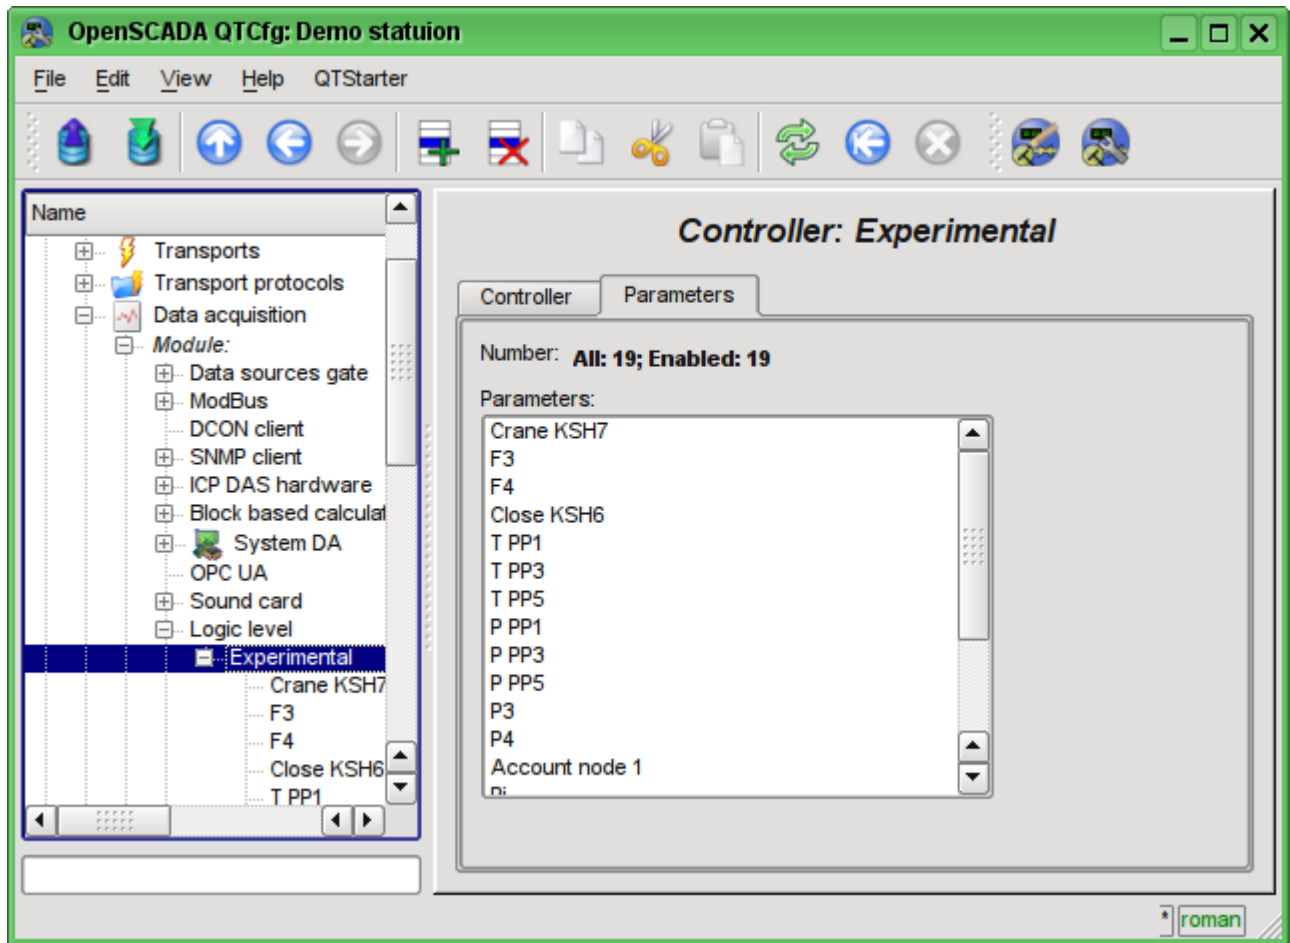 OpenSCADA QTCfg: Demo statuion
File Edit View Help QTStarter
Name
Transports
Transport protocols
Data acquisition
Module:
Data sources gate
ModBus
DCON client
SNMP client
ICP DAS hardware
Block based calculat
System DA
OPC UA
Sound card
Logic level
Experimental
Crane KSH7
F3
F4
Close KSH6
T PP1
Controller: Experimental
Controller Parameters
Number: All: 19; Enabled: 19
Parameters:
Crane KSH7
F3
F4
Close KSH6
T PP1
T PP3
T PP5
P PP1
P PP3
P PP5
P3
P4
Account node 1
* roman